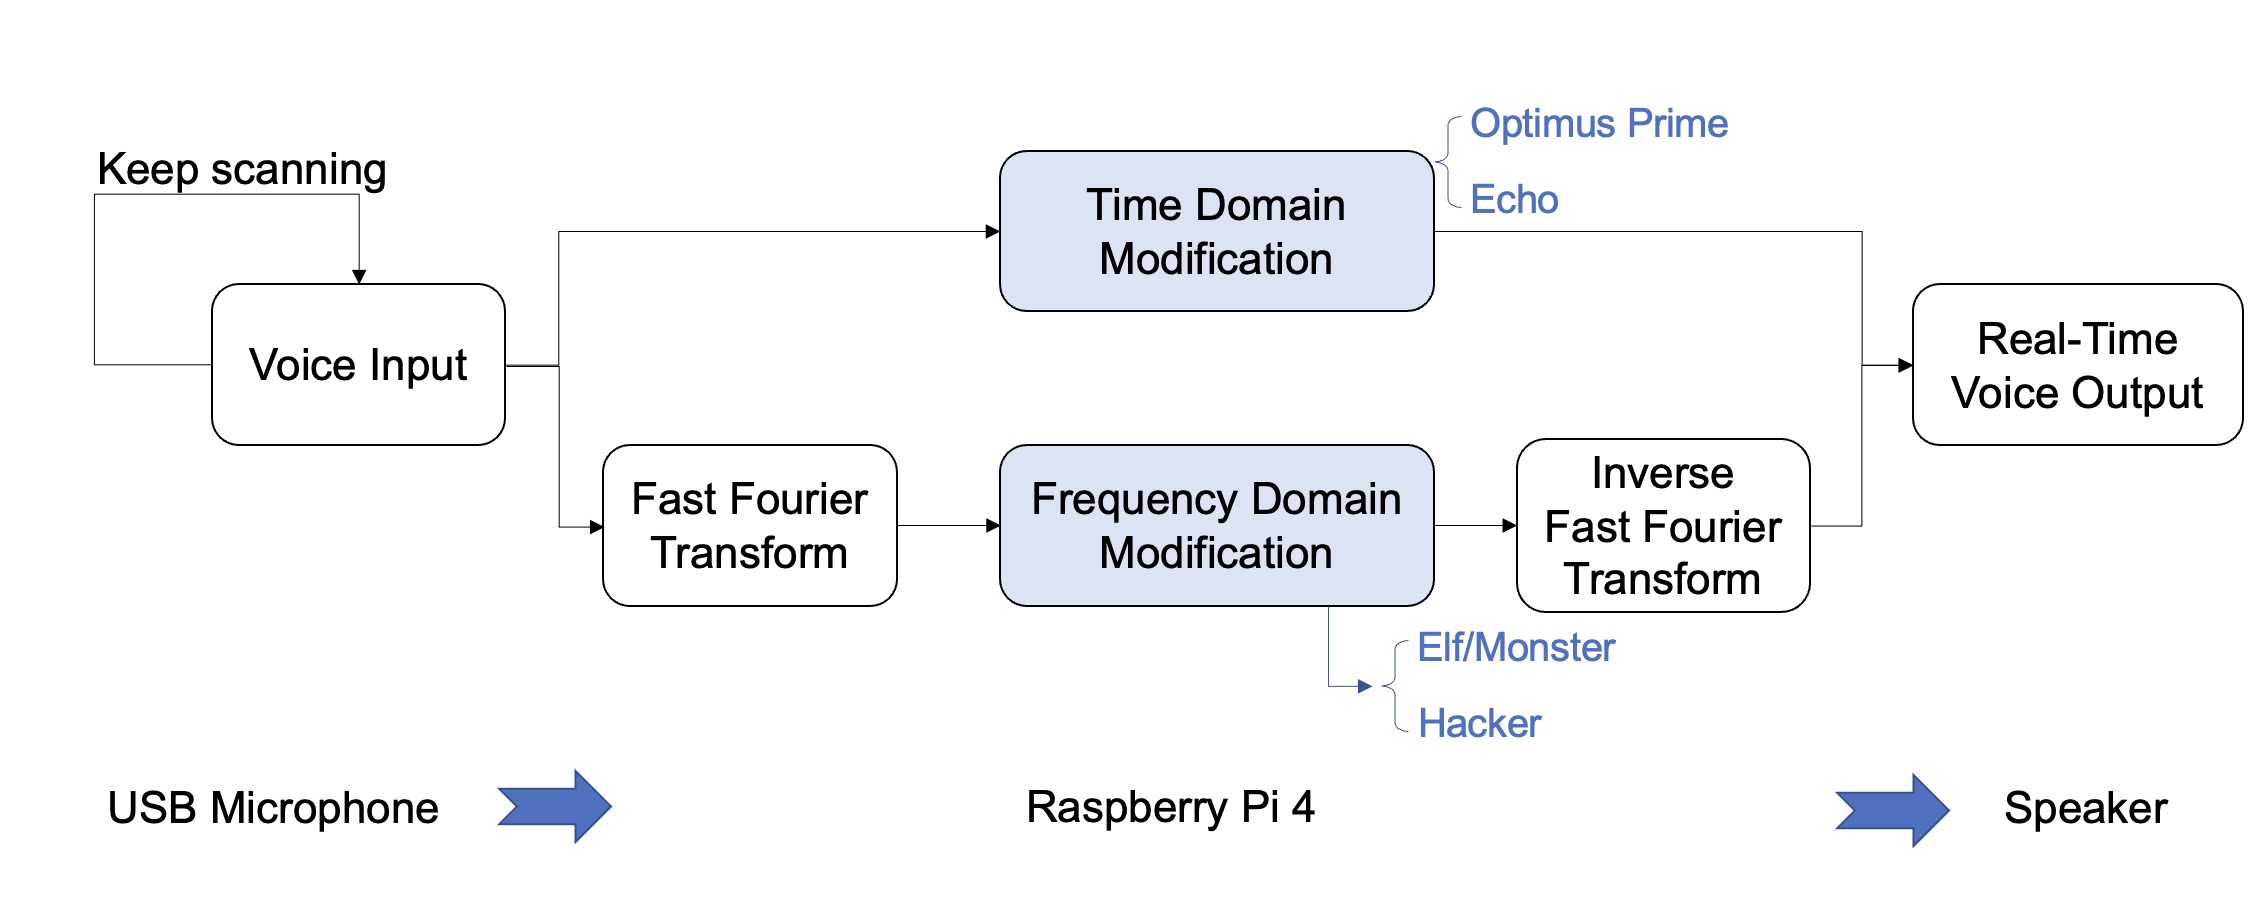 Optimus Prime
Keep scanning
Time Domain
Modification
Echo
Voice Input
Real-Time
Voice Output
Fast Fourier
Transform
Frequency Domain
Modification
Inverse
Fast Fourier
Transform
Elf/Monster
Hacker
USB Microphone
Raspberry Pi 4
Speaker